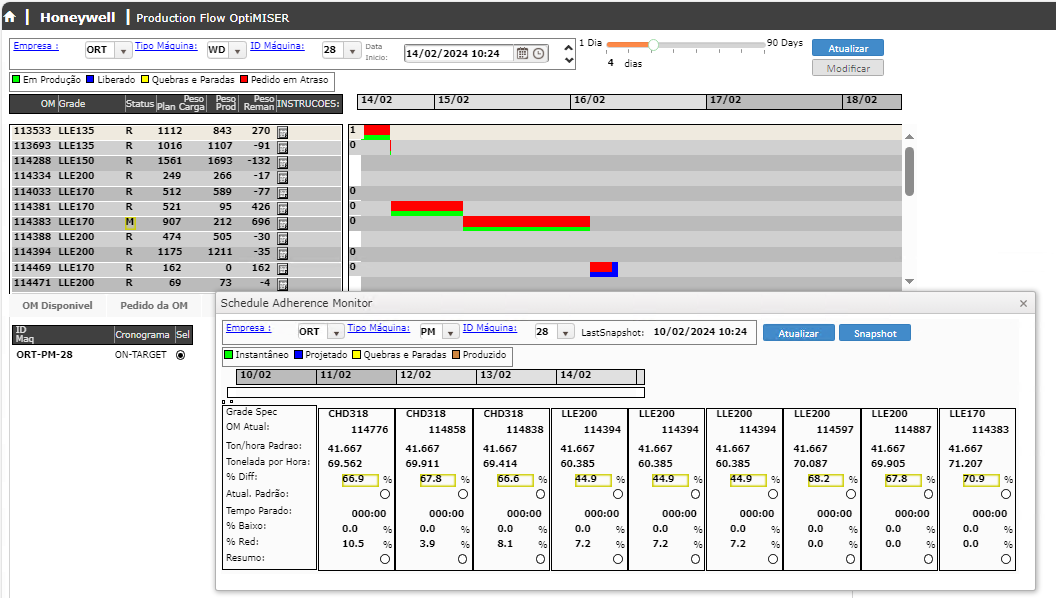 Honeywell | Production Flow OptiMISER
Empresa : ORT Tipo Máquina: WD ID Máquina: 28 Data Inicio: 14/02/2024 10:24 1 Dia 90 Days Atualizar
4 dias Modificar
Em Produção Liberado Quebras e Paradas Pedido em Atraso
OM Grade Status Plan Peso Carga Peso Prod Peso Reman INSTRUCOES: 14/02 15/02 16/02 17/02 18/02
113533 LLE135 R 1112 843 270 1
113693 LLE135 R 1016 1107 -91 0
114288 LLE150 R 1561 1693 -132
114334 LLE200 R 249 266 -17
114033 LLE170 R 512 589 -77 0
114381 LLE170 R 521 95 426 0
114383 LLE170 M 907 212 696 0
114388 LLE200 R 474 505 -30
114394 LLE200 R 1175 1211 -35 0
114469 LLE170 R 162 0 162 0
114471 LLE200 R 69 73 -4
OM Disponivel Pedido da OM
ID Maq Cronograma Sel
ORT-PM-28 ON-TARGET
Schedule Adherence Monitor ×
Empresa : ORT Tipo Máquina: PM ID Máquina: 28 LastSnapshot: 10/02/2024 10:24 Atualizar Snapshot
Instantâneo Projetado Quebras e Paradas Produzido
10/02 11/02 12/02 13/02 14/02
Grade Spec CHD318 CHD318 CHD318 LLE200 LLE200 LLE200 LLE200 LLE200 LLE170
OM Atual: 114776 114858 114838 114394 114394 114394 114597 114887 114383
Ton/hora Padrao: 41.667 41.667 41.667 41.667 41.667 41.667 41.667 41.667 41.667
Tonelada por Hora: 69.562 69.911 69.414 60.385 60.385 60.385 70.087 69.905 71.207
% Diff: 66.9 % 67.8 % 66.6 % 44.9 % 44.9 % 44.9 % 68.2 % 67.8 % 70.9 %
Atual. Padrão:
Tempo Parado: 000:00 000:00 000:00 000:00 000:00 000:00 000:00 000:00 000:00
% Baixo: 0.0 % 0.0 % 0.0 % 0.0 % 0.0 % 0.0 % 0.0 % 0.0 % 0.0 %
% Red: 10.5 % 3.9 % 8.1 % 7.2 % 7.2 % 7.2 % 0.0 % 0.0 % 0.0 %
Resumo: